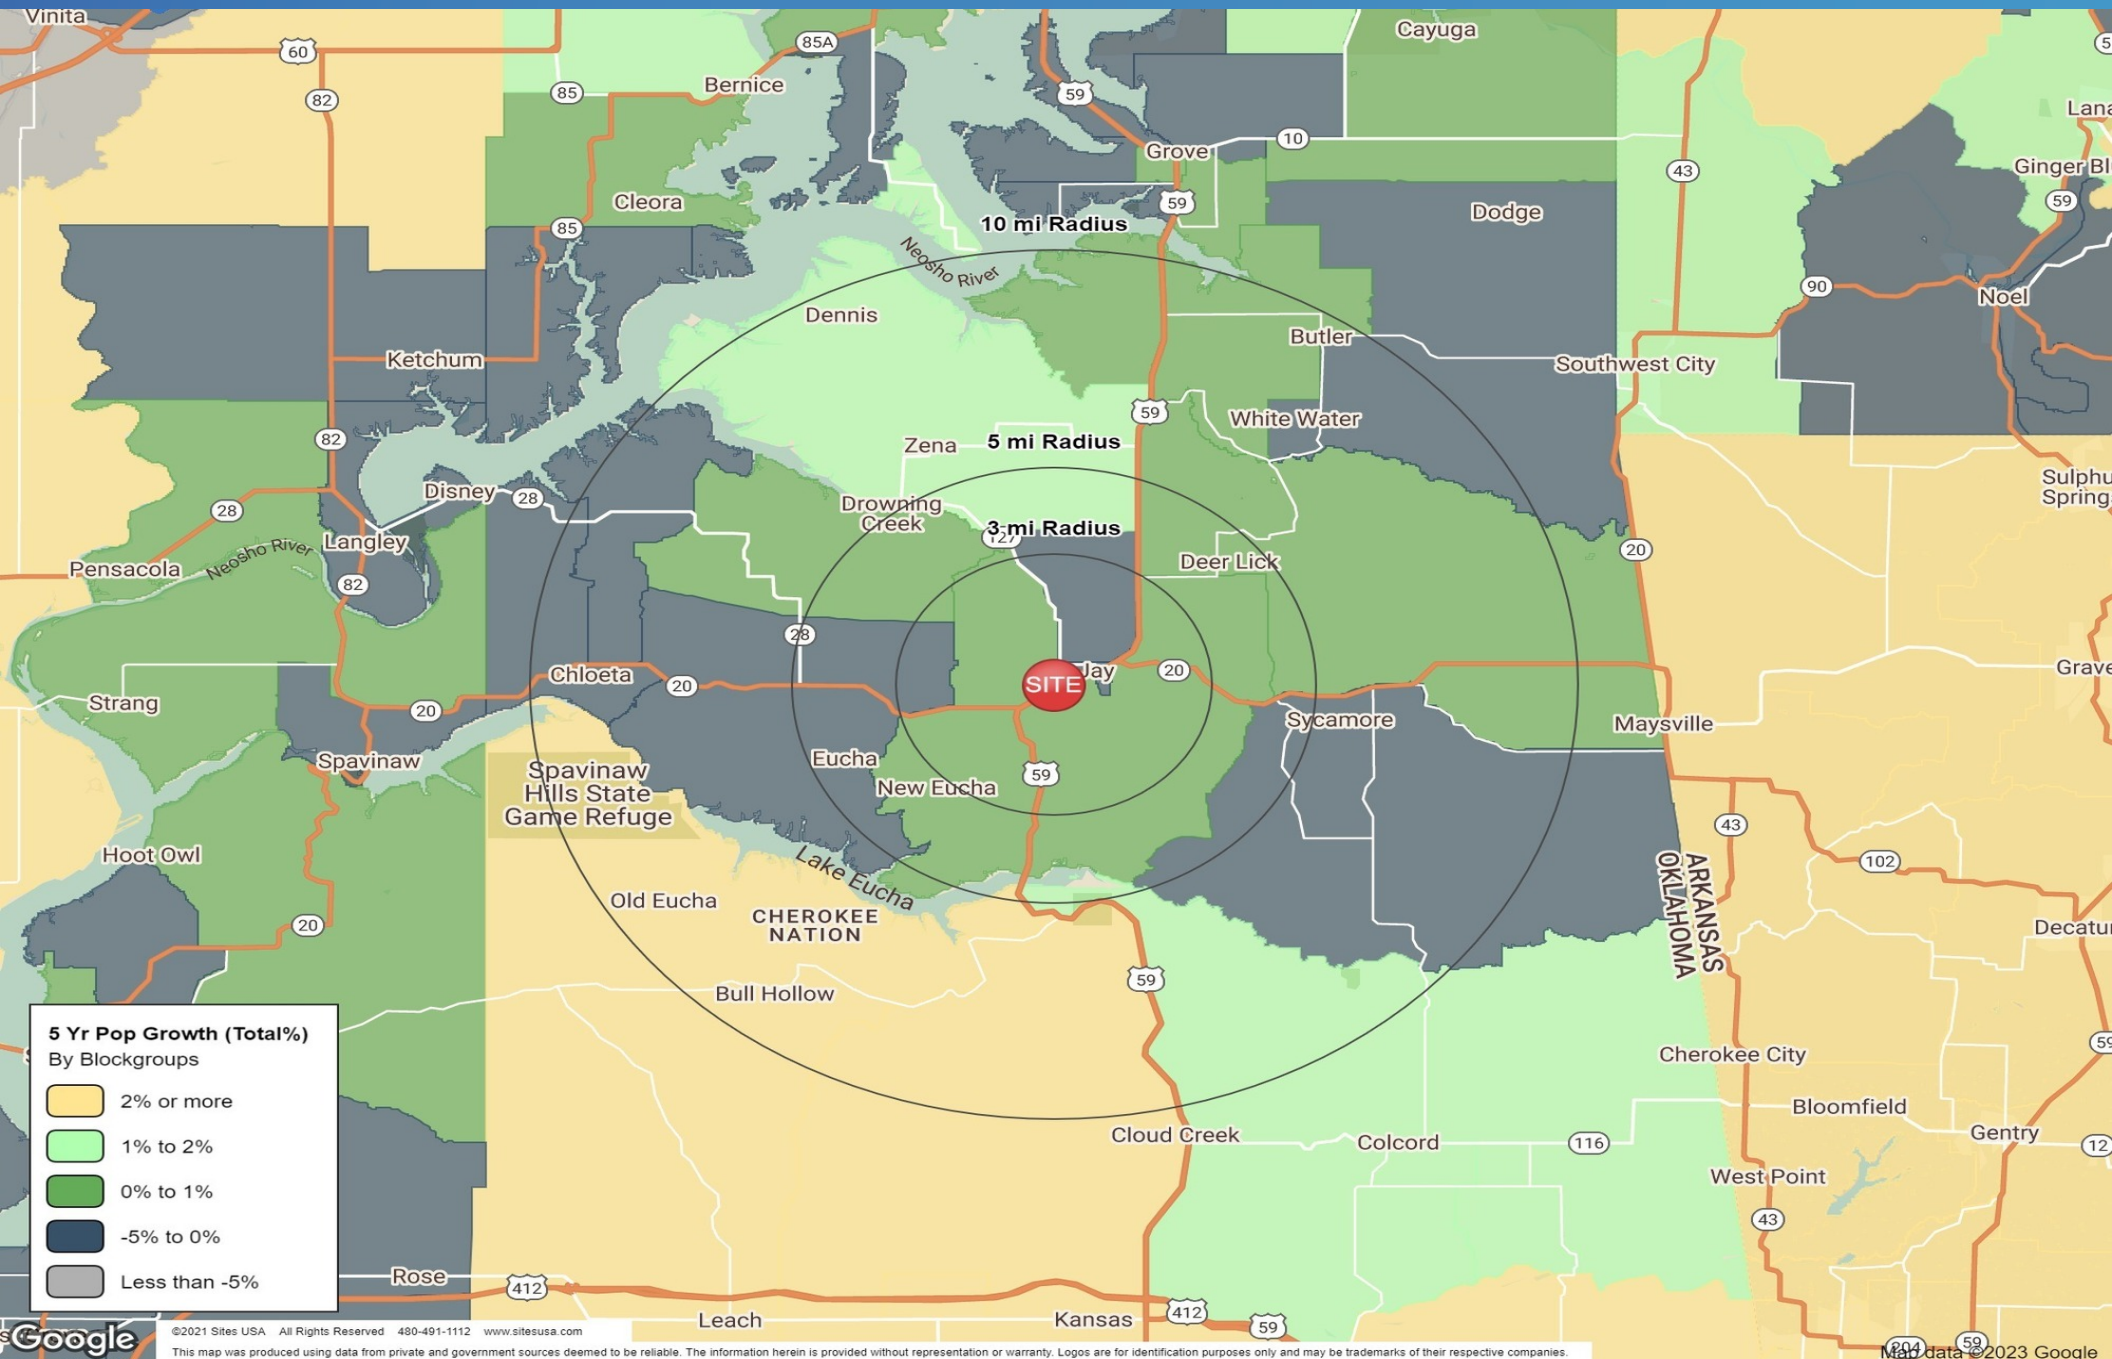 Vinita
60
82
85
85A
Bernice
59
Cayuga
Grove
10
43
Lana
Ginger Bl
59
Cleora
85
59
10 mi Radius
Dodge
Neosho River
90
Noel
Dennis
Butler
Southwest City
Ketchum
59
White Water
82
Zena
5 mi Radius
Sulphu
Spring
Disney
28
28
Drowning
Creek
3 mi Radius
127
Langley
Neosho River
Pensacola
82
Deer Lick
20
28
Chloeta
20
SITE
Jay
20
Grave
Strang
20
Sycamore
Maysville
Spavinaw
Spavinaw
Hills State
Game Refuge
Eucha
New Eucha
59
43
Hoot Owl
Lake Eucha
ARKANSAS
OKLAHOMA
102
Old Eucha
CHEROKEE
NATION
20
Decatur
59
Bull Hollow
5 Yr Pop Growth (Total%)
By Blockgroups
2% or more
1% to 2%
0% to 1%
-5% to 0%
Less than -5%
Cherokee City
59
Bloomfield
Cloud Creek
Colcord
116
Gentry
12
West Point
43
Rose
412
Leach
Kansas
412
59
204
59
Google
©2021 Sites USA All Rights Reserved 480-491-1112 www.sitesusa.com
This map was produced using data from private and government sources deemed to be reliable. The information herein is provided without representation or warranty. Logos are for identification purposes only and may be trademarks of their respective companies.
Map data ©2023 Google